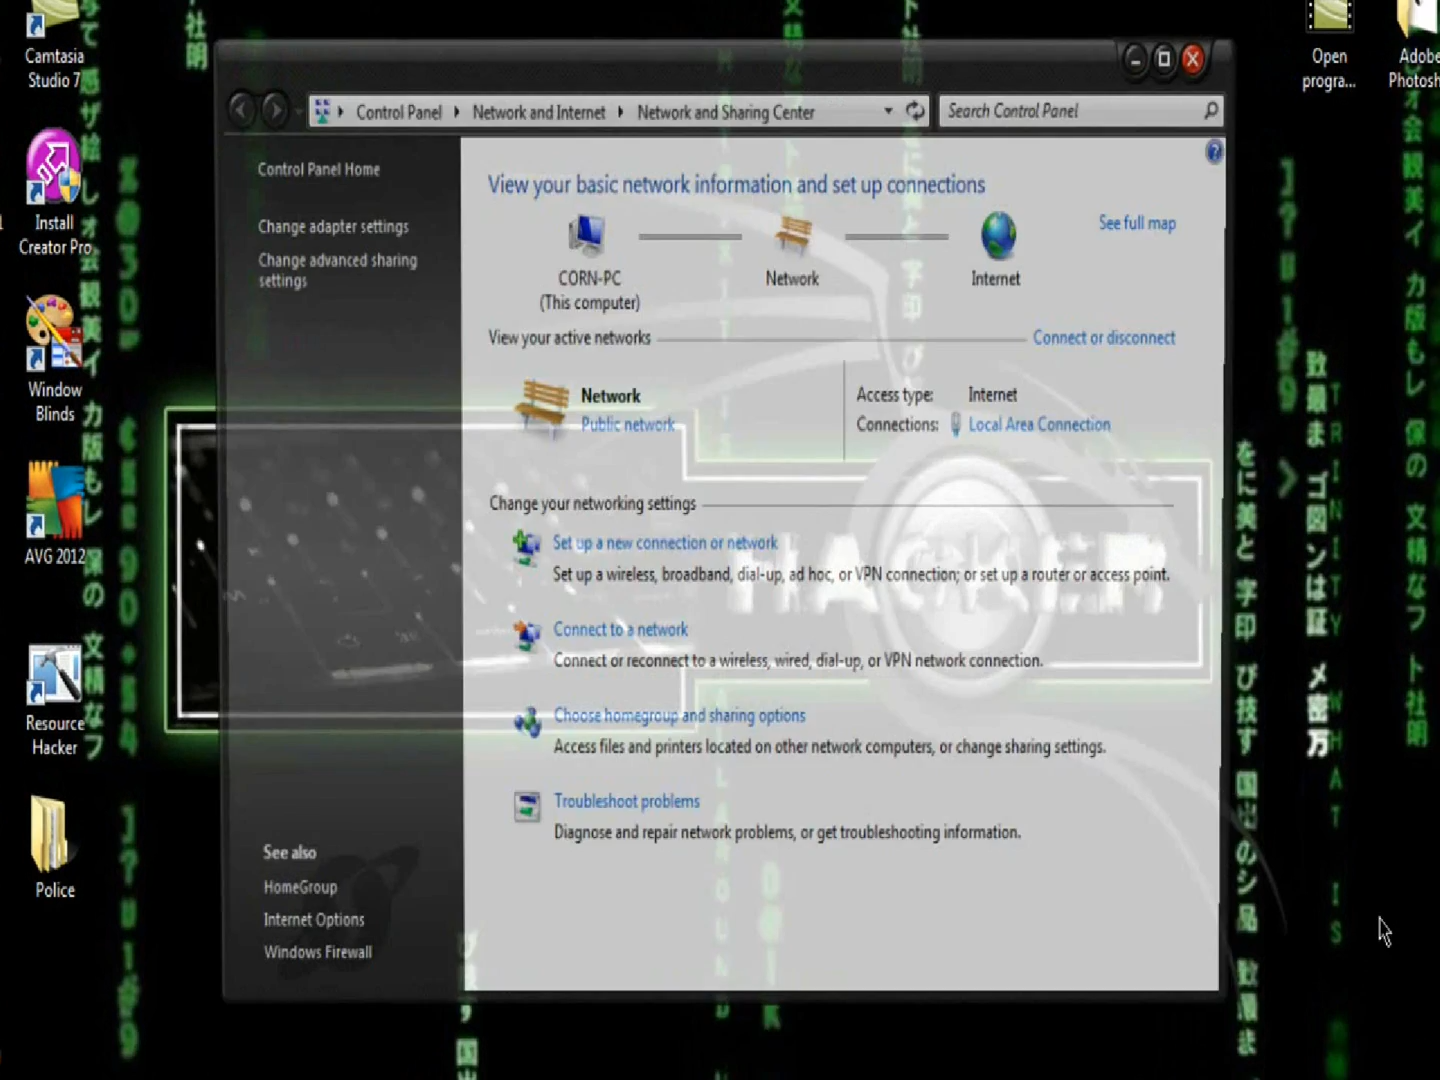 Camtasia
Studio 7
Install
Creator Pro
Window
Blinds
AVG 2012
Resource
Hacker
Police
Open
progra...
Adobe
Photosh
Control Panel
Network and Internet
Network and Sharing Center
Search Control Panel
Control Panel Home
Change adapter settings
Change advanced sharing
settings
See also
HomeGroup
Internet Options
Windows Firewall
View your basic network information and set up connections
See full map
CORN-PC
(This computer)
Network
Internet
View your active networks
Connect or disconnect
Network
Public network
Access type:
Internet
Connections:
Local Area Connection
Change your networking settings
Set up a new connection or network
Set up a wireless, broadband, dial-up, ad hoc, or VPN connection; or set up a router or access point.
Connect to a network
Connect or reconnect to a wireless, wired, dial-up, or VPN network connection.
Choose homegroup and sharing options
Access files and printers located on other network computers, or change sharing settings.
Troubleshoot problems
Diagnose and repair network problems, or get troubleshooting information.
HACKER
TRINITY WHAT IS